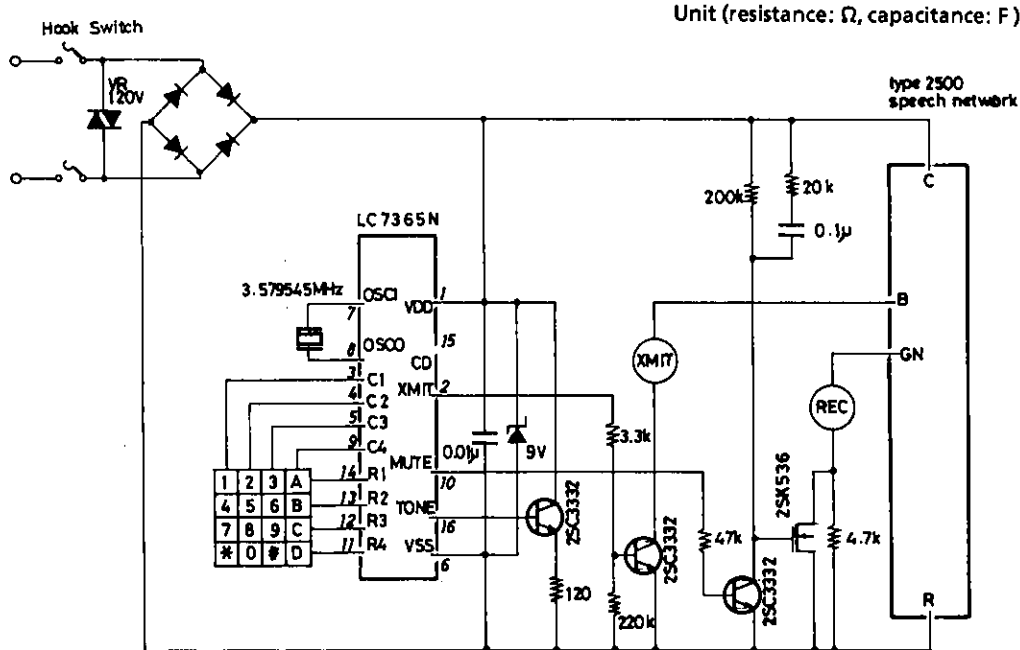 Unit (resistance: Ω, capacitance: F)
Hook Switch
VR
120V
type 2500
speech network
C
200k
20k
0.1μ
LC7365N
3.579545MHz
OSCI
7
VDD
1
OSCO
8
15
CD
C1
3
XMIT
2
C2
4
C3
5
C4
9
MUTE
10
R1
14
R2
13
TONE
16
R3
12
R4
11
VSS
6
1 2 3 A
4 5 6 B
7 8 9 C
* 0 # D
0.01μ
9V
3.3k
XMIT
B
GN
REC
2SC3332
120
220k
2SC3332
47k
2SC3332
2SK536
4.7k
R